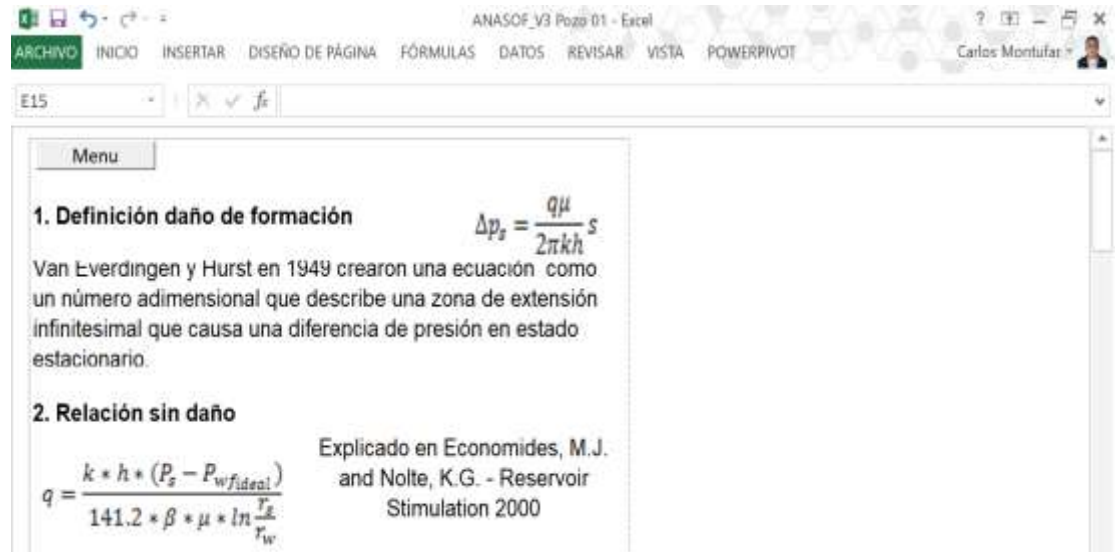 ANASOF_V3 Pozo 01 - Excel
?
ARCHIVO INICIO INSERTAR DISEÑO DE PÁGINA FÓRMULAS DATOS REVISAR VISTA POWERPIVOT Carlos Montufar
E15 fx
Menu
1. Definición daño de formación
Δp_s = qμ / 2πkh s
Van Everdingen y Hurst en 1949 crearon una ecuación como
un número adimensional que describe una zona de extensión
infinitesimal que causa una diferencia de presión en estado
estacionario.
2. Relación sin daño
Explicado en Economides, M.J.
and Nolte, K.G. - Reservoir
Stimulation 2000
q = k * h * (P_s − P_wf_ideal) / 141.2 * β * μ * ln r_s / r_w